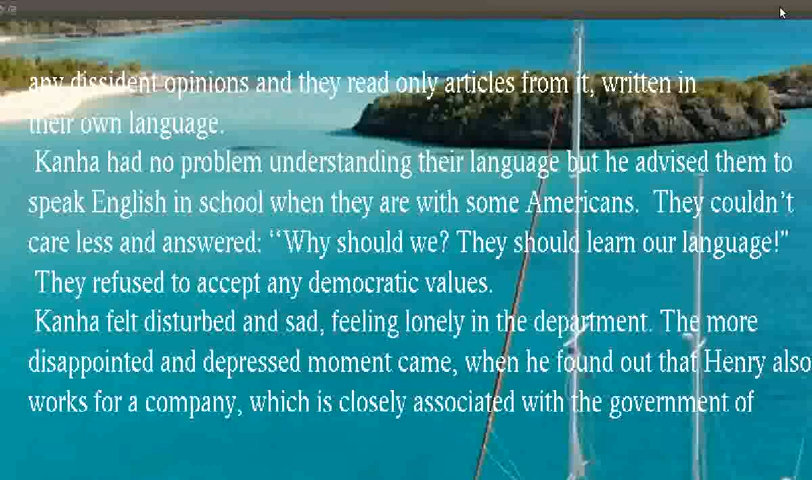 any dissident opinions and they read only articles from it, written in
their own language.
Kanha had no problem understanding their language but he advised them to
speak English in school when they are with some Americans.  They couldn’t
care less and answered: ‘‘Why should we? They should learn our language!"
They refused to accept any democratic values.
Kanha felt disturbed and sad, feeling lonely in the department. The more
disappointed and depressed moment came, when he found out that Henry also
works for a company, which is closely associated with the government of